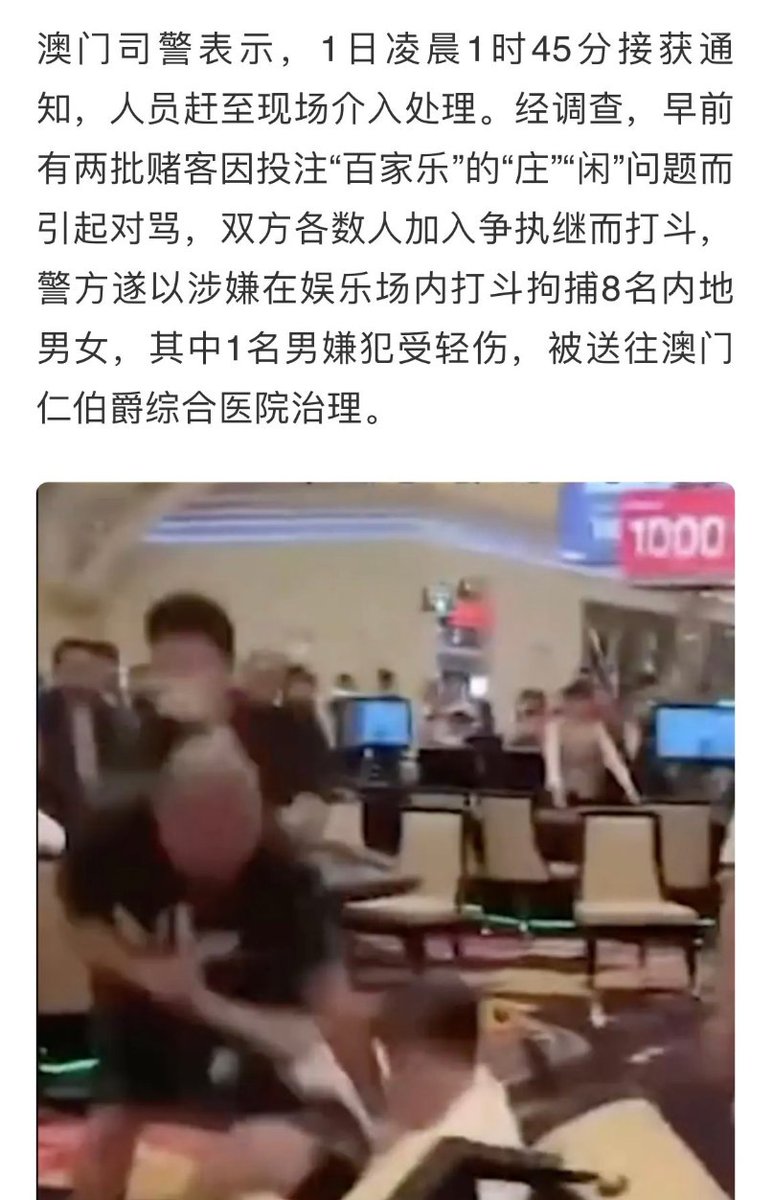 澳门司警表示，1日凌晨1时45分接获通
知，人员赶至现场介入处理。经调查，早前
有两批赌客因投注“百家乐”的“庄”“闲”问题而
引起对骂，双方各数人加入争执继而打斗，
警方遂以涉嫌在娱乐场内打斗拘捕8名内地
男女，其中1名男嫌犯受轻伤，被送往澳门
仁伯爵综合医院治理。
1000